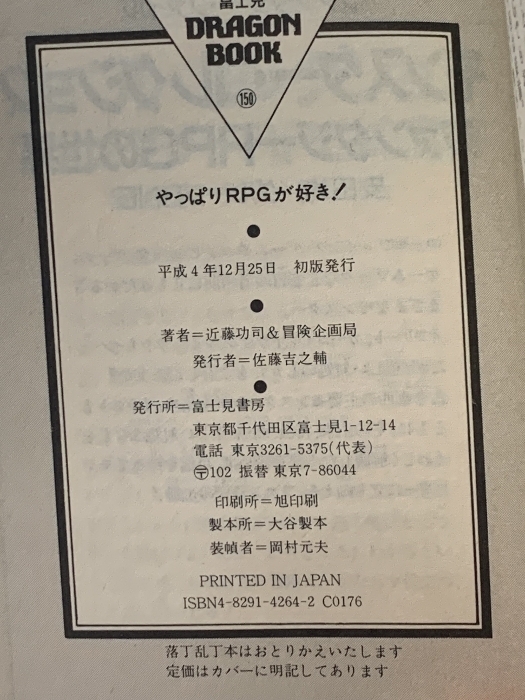 富士見
DRAGON
BOOK
150
やっぱりRPGが好き!
●
平成4年12月25日 初版発行
●
著者=近藤功司&冒険企画局
発行者=佐藤吉之輔
●
発行所=富士見書房
東京都千代田区富士見1-12-14
電話 東京3261-5375(代表)
〶102 振替 東京7-86044
印刷所=旭印刷
製本所=大谷製本
装幀者=岡村元夫
PRINTED IN JAPAN
ISBN4-8291-4264-2 C0176
落丁乱丁本はおとりかえいたします
定価はカバーに明記してあります